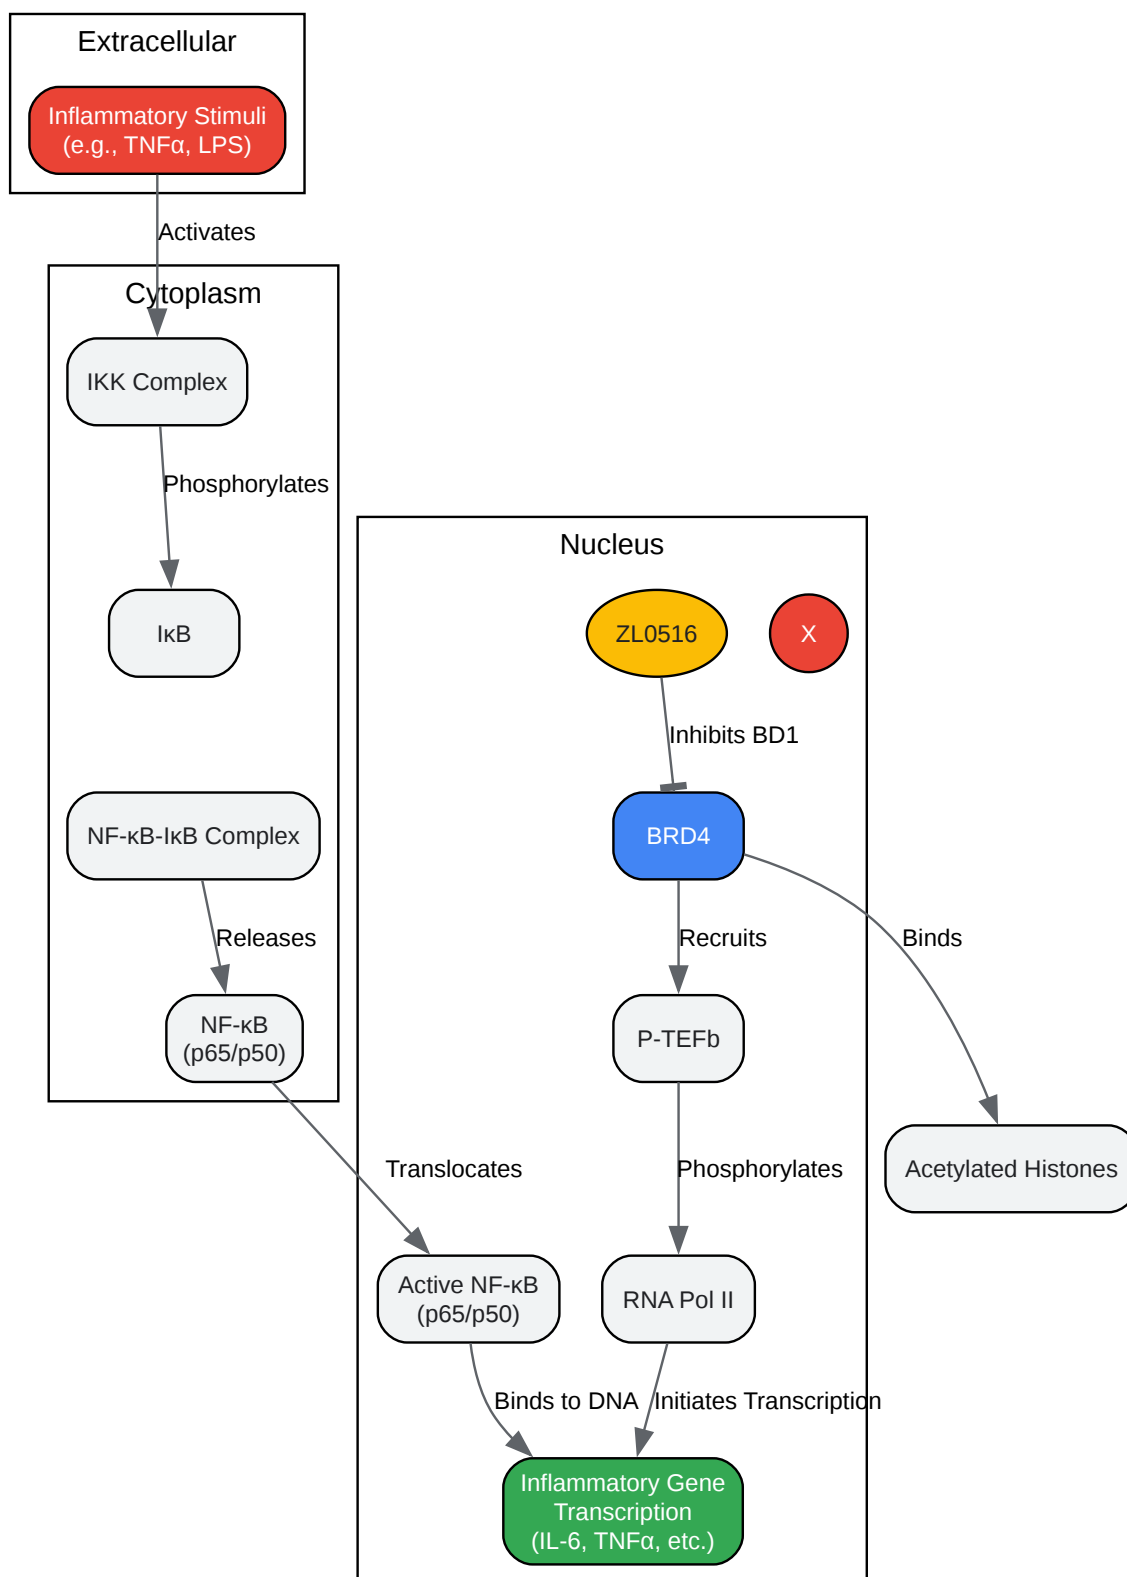 Extracellular
Inflammatory Stimuli
(e.g., TNFα, LPS)
Activates
Cytoplasm
IKK Complex
Phosphorylates
IκB
NF-κB-IκB Complex
Releases
NF-κB
(p65/p50)
Translocates
Nucleus
ZL0516
X
Inhibits BD1
BRD4
Recruits
Binds
P-TEFb
Phosphorylates
Acetylated Histones
Active NF-κB
(p65/p50)
RNA Pol II
Binds to DNA
Initiates Transcription
Inflammatory Gene
Transcription
(IL-6, TNFα, etc.)